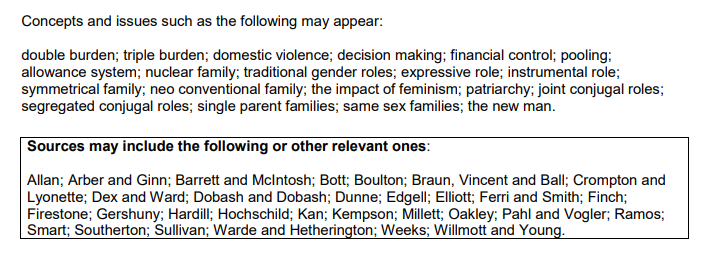 Concepts and issues such as the following may appear:
double burden; triple burden; domestic violence; decision making; financial control; pooling;
allowance system; nuclear family; traditional gender roles; expressive role; instrumental role;
symmetrical family; neo conventional family; the impact of feminism; patriarchy; joint conjugal roles;
segregated conjugal roles; single parent families; same sex families; the new man.
Sources may include the following or other relevant ones:
Allan; Arber and Ginn; Barrett and McIntosh; Bott; Boulton; Braun, Vincent and Ball; Crompton and
Lyonette; Dex and Ward; Dobash and Dobash; Dunne; Edgell; Elliott; Ferri and Smith; Finch;
Firestone; Gershuny; Hardill; Hochschild; Kan; Kempson; Millett; Oakley; Pahl and Vogler; Ramos;
Smart; Southerton; Sullivan; Warde and Hetherington; Weeks; Willmott and Young.